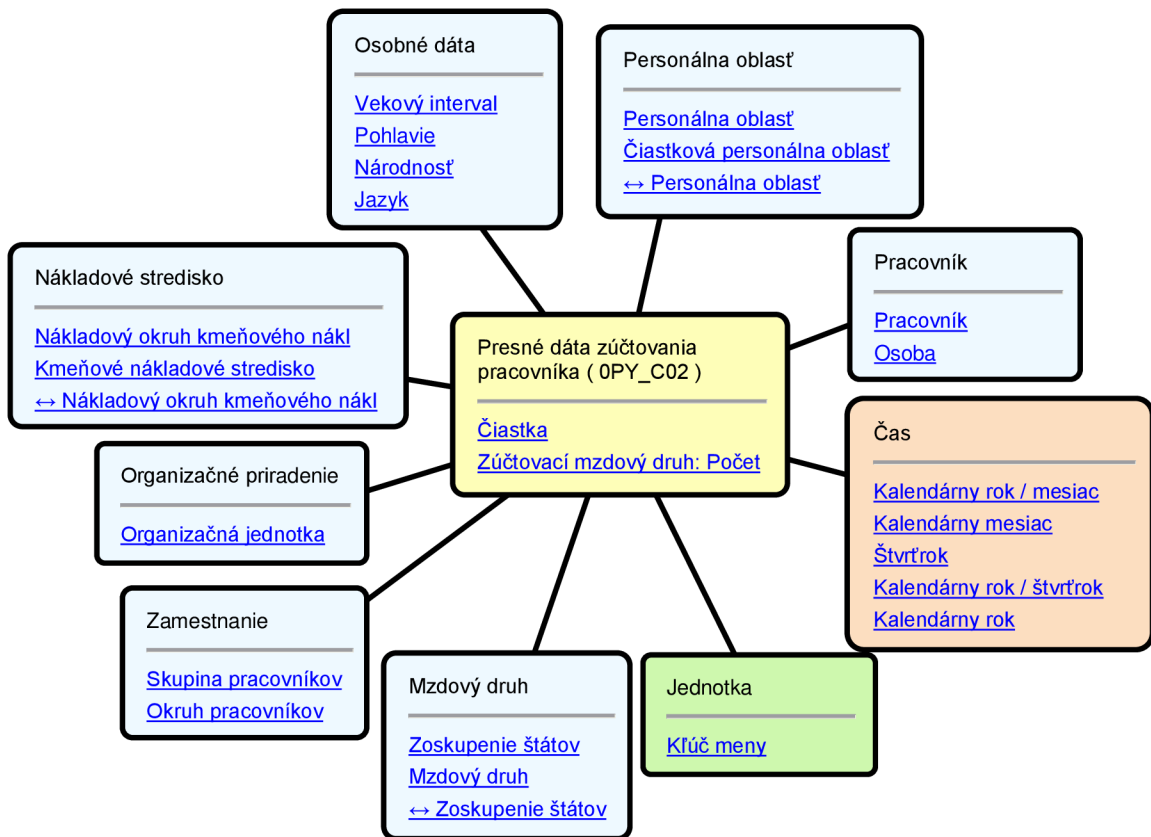 Osobné dáta
Vekový interval
Pohlavie
Národnosť
Jazyk
Personálna oblasť
Personálna oblasť
Čiastková personálna oblasť
↔ Personálna oblasť
Nákladové stredisko
Nákladový okruh kmeňového nákl
Kmeňové nákladové stredisko
↔ Nákladový okruh kmeňového nákl
Presné dáta zúčtovania
pracovníka ( 0PY_C02 )
Čiastka
Zúčtovací mzdový druh: Počet
Pracovník
Pracovník
Osoba
Čas
Kalendárny rok / mesiac
Kalendárny mesiac
Štvrťrok
Kalendárny rok / štvrťrok
Kalendárny rok
Organizačné priradenie
Organizačná jednotka
Zamestnanie
Skupina pracovníkov
Okruh pracovníkov
Mzdový druh
Zoskupenie štátov
Mzdový druh
↔ Zoskupenie štátov
Jednotka
Kľúč meny